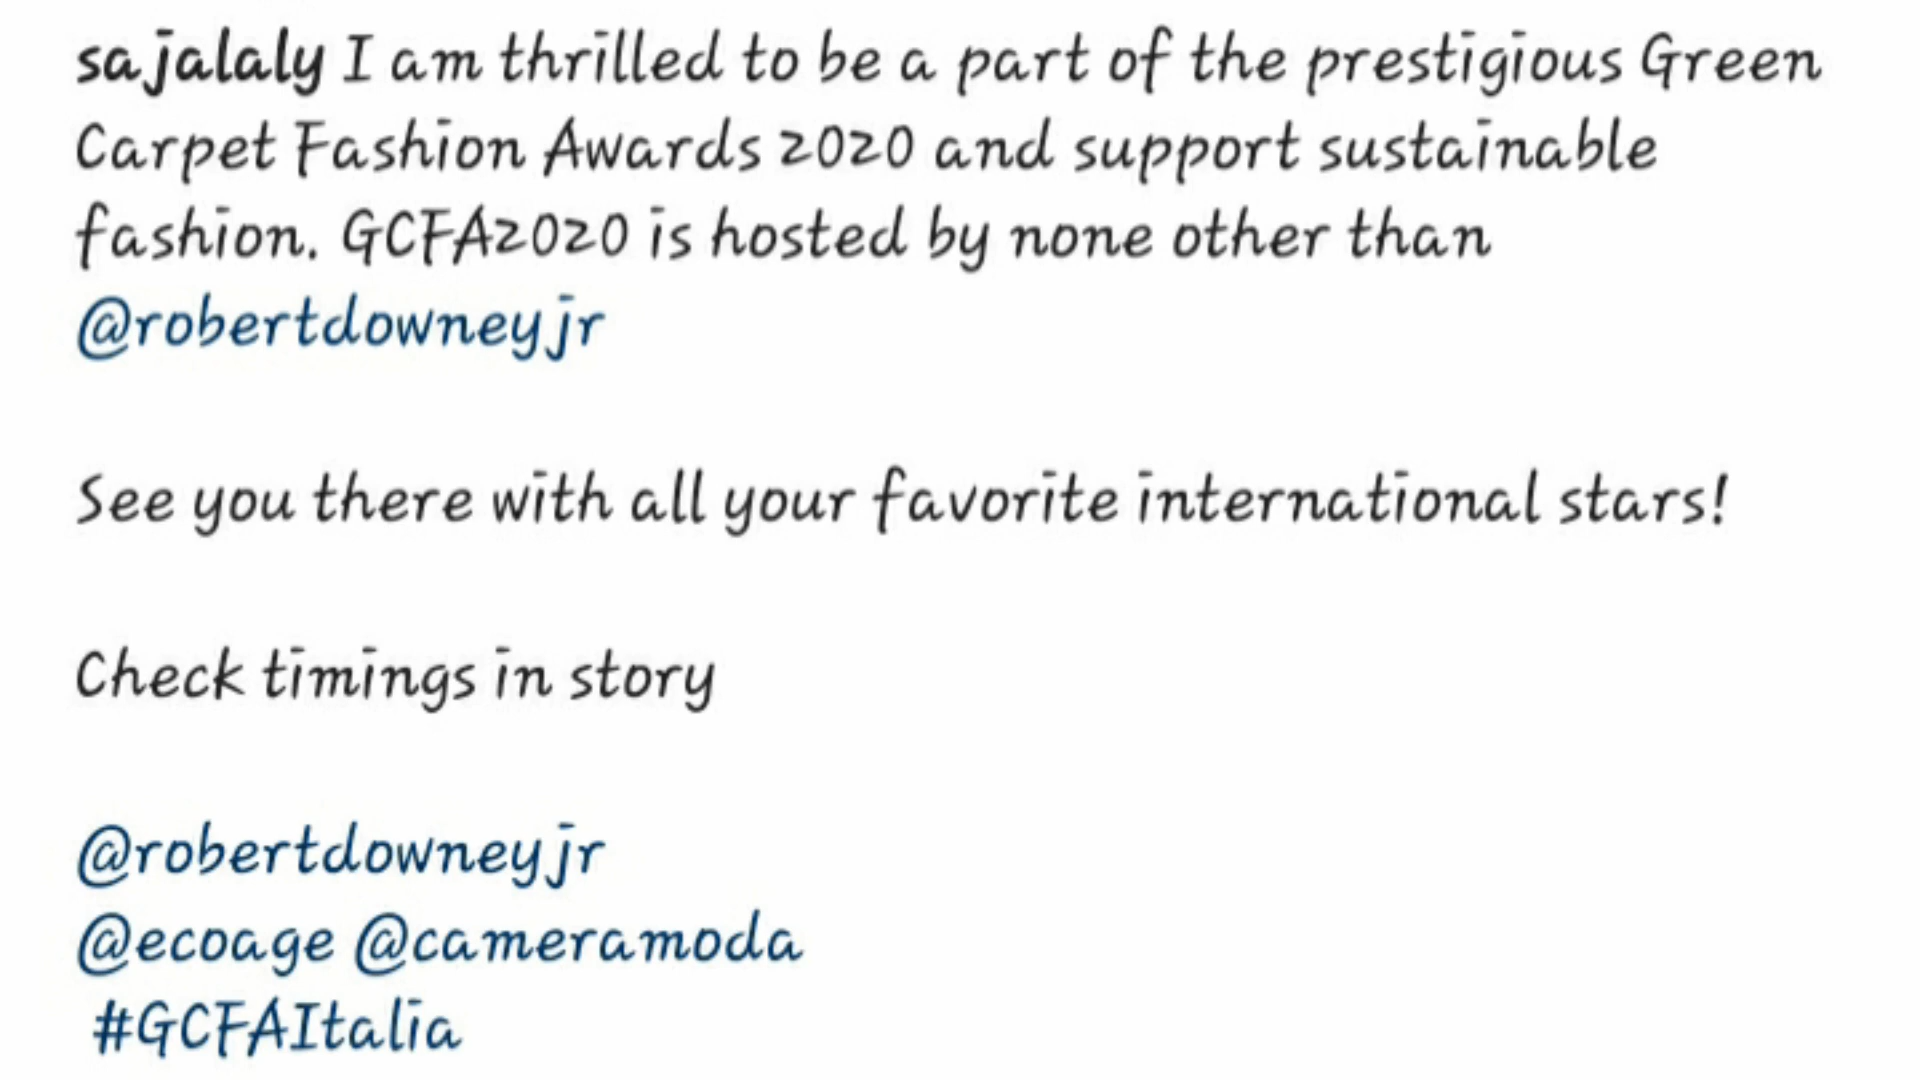 sajalaly I am thrilled to be a part of the prestigious Green
Carpet Fashion Awards 2020 and support sustainable
fashion. GCFA2020 is hosted by none other than
@robertdowneyjr
See you there with all your favorite international stars!
Check timings in story
@robertdowneyjr
@ecoage @cameramoda
#GCFAItalia